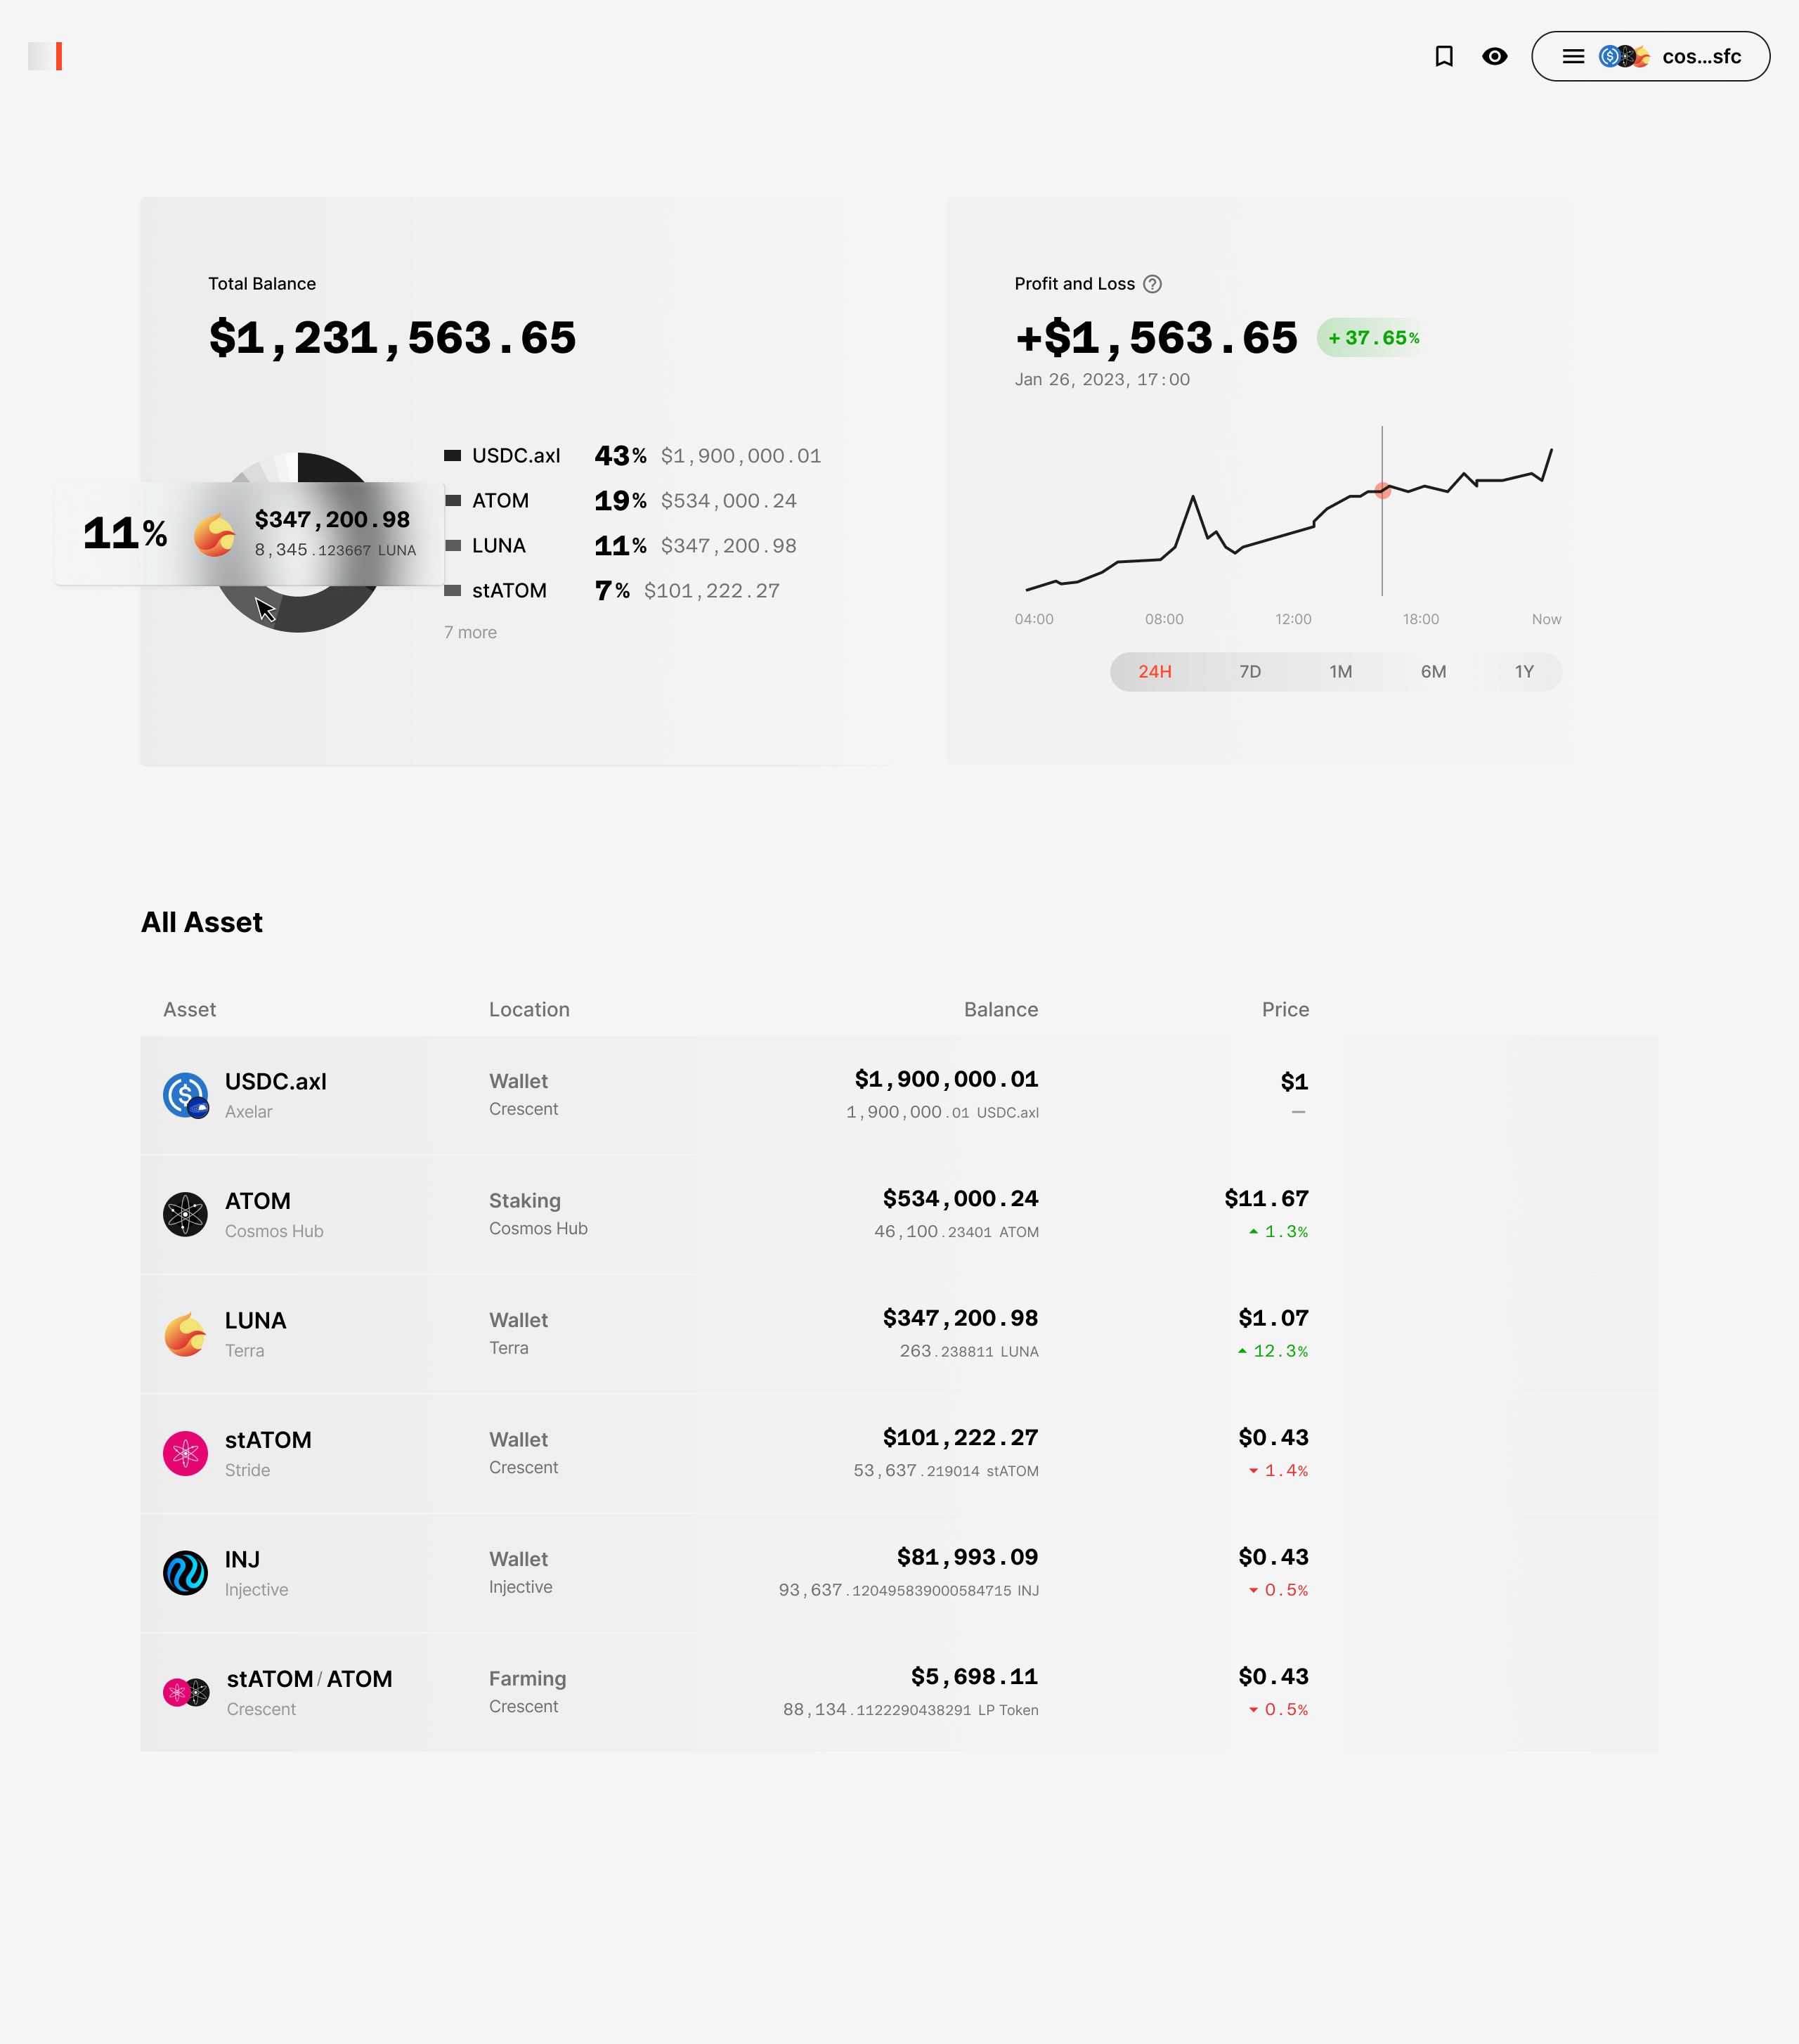 cos...sfc
Total Balance
$1,231,563.65
USDC.axl 43% $1,900,000.01
ATOM 19% $534,000.24
LUNA 11% $347,200.98
stATOM 7% $101,222.27
7 more
11% $347,200.98
8,345.123667 LUNA
Profit and Loss ?
+$1,563.65 + 37.65%
Jan 26, 2023, 17:00
04:00 08:00 12:00 18:00 Now
24H 7D 1M 6M 1Y
All Asset
Asset Location Balance Price
USDC.axl Wallet $1,900,000.01 $1
Axelar Crescent 1,900,000.01 USDC.axl —
ATOM Staking $534,000.24 $11.67
Cosmos Hub Cosmos Hub 46,100.23401 ATOM 1.3%
LUNA Wallet $347,200.98 $1.07
Terra Terra 263.238811 LUNA 12.3%
stATOM Wallet $101,222.27 $0.43
Stride Crescent 53,637.219014 stATOM 1.4%
INJ Wallet $81,993.09 $0.43
Injective Injective 93,637.120495839000584715 INJ 0.5%
stATOM/ATOM Farming $5,698.11 $0.43
Crescent Crescent 88,134.1122290438291 LP Token 0.5%